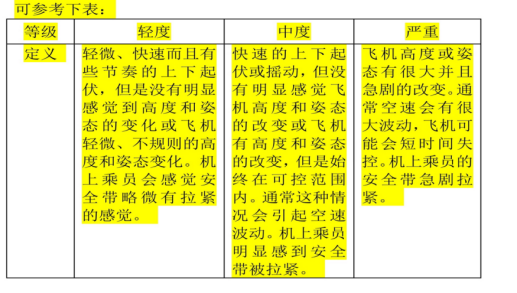 可参考下表：
等级 轻度 中度 严重
定义
轻微、快速而且有
些节奏的上下起
伏，但是没有明显
感觉到高度和姿
态的变化或飞机
轻微、不规则的高
度和姿态变化。机
上乘员会感觉安
全带略微有拉紧
的感觉。
快速的上下起
伏或摇动，但没
有明显感觉飞
机高度和姿态
的改变或飞机
有高度和姿态
的改变，但是始
终在可控范围
内。通常这种情
况会引起空速
波动。机上乘员
明显感到安全
带被拉紧。
飞机高度或姿
态有很大并且
急剧的改变。通
常空速会有很
大波动，飞机可
能会短时间失
控。机上乘员的
安全带急剧拉
紧。